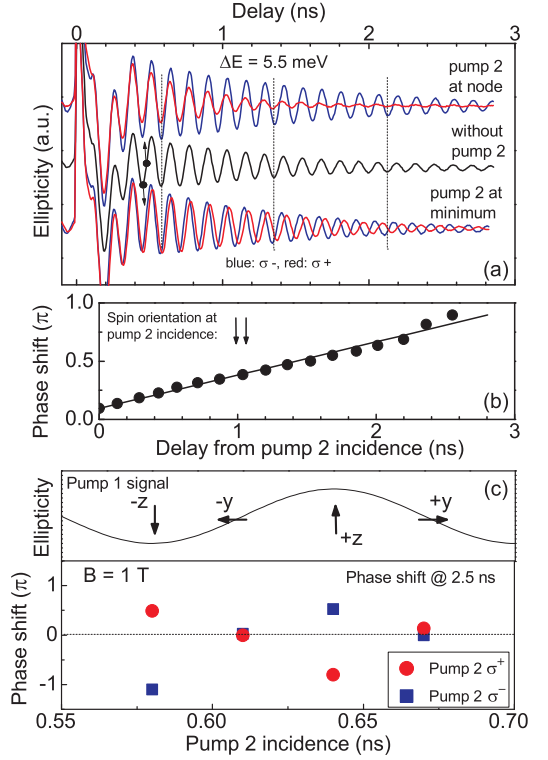 Delay (ns)
0 1 2 3
ΔE = 5.5 meV
pump 2
at node
without
pump 2
pump 2 at
minimum
blue: σ -, red: σ +
(a)
Ellipticity (a.u.)
Spin orientation at
pump 2 incidence:
(b)
Phase shift (π)
1.0
0.5
0.0
0 1 2 3
Delay from pump 2 incidence (ns)
Pump 1 signal
(c)
-z -y +z +y
Ellipticity
B = 1 T
Phase shift @ 2.5 ns
Phase shift (π)
1
0
-1
Pump 2 σ+
Pump 2 σ−
0.55 0.60 0.65 0.70
Pump 2 incidence (ns)